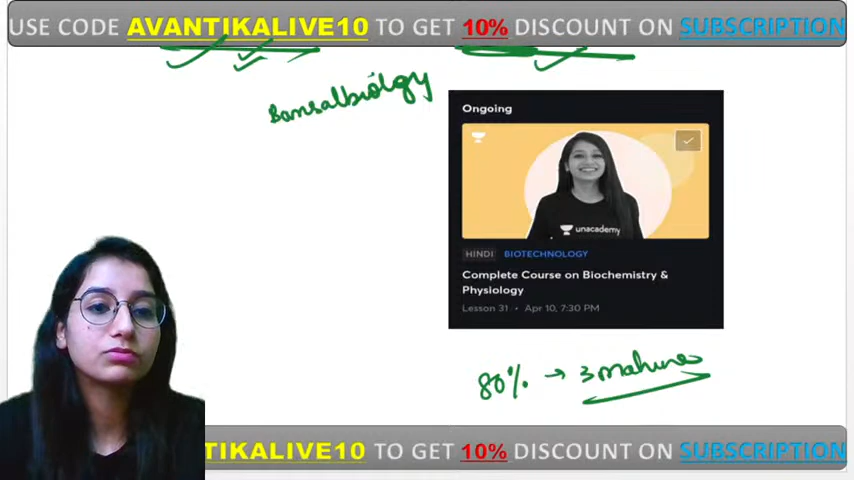 USE CODE AVANTIKALIVE10 TO GET 10% DISCOUNT ON SUBSCRIPTION
Bansalbiology
Ongoing
unacademy
HINDI BIOTECHNOLOGY
Complete Course on Biochemistry &
Physiology
Lesson 31 • Apr 10, 7:30 PM
80% → 3 Mahine
TIKALIVE10 TO GET 10% DISCOUNT ON SUBSCRIPTION